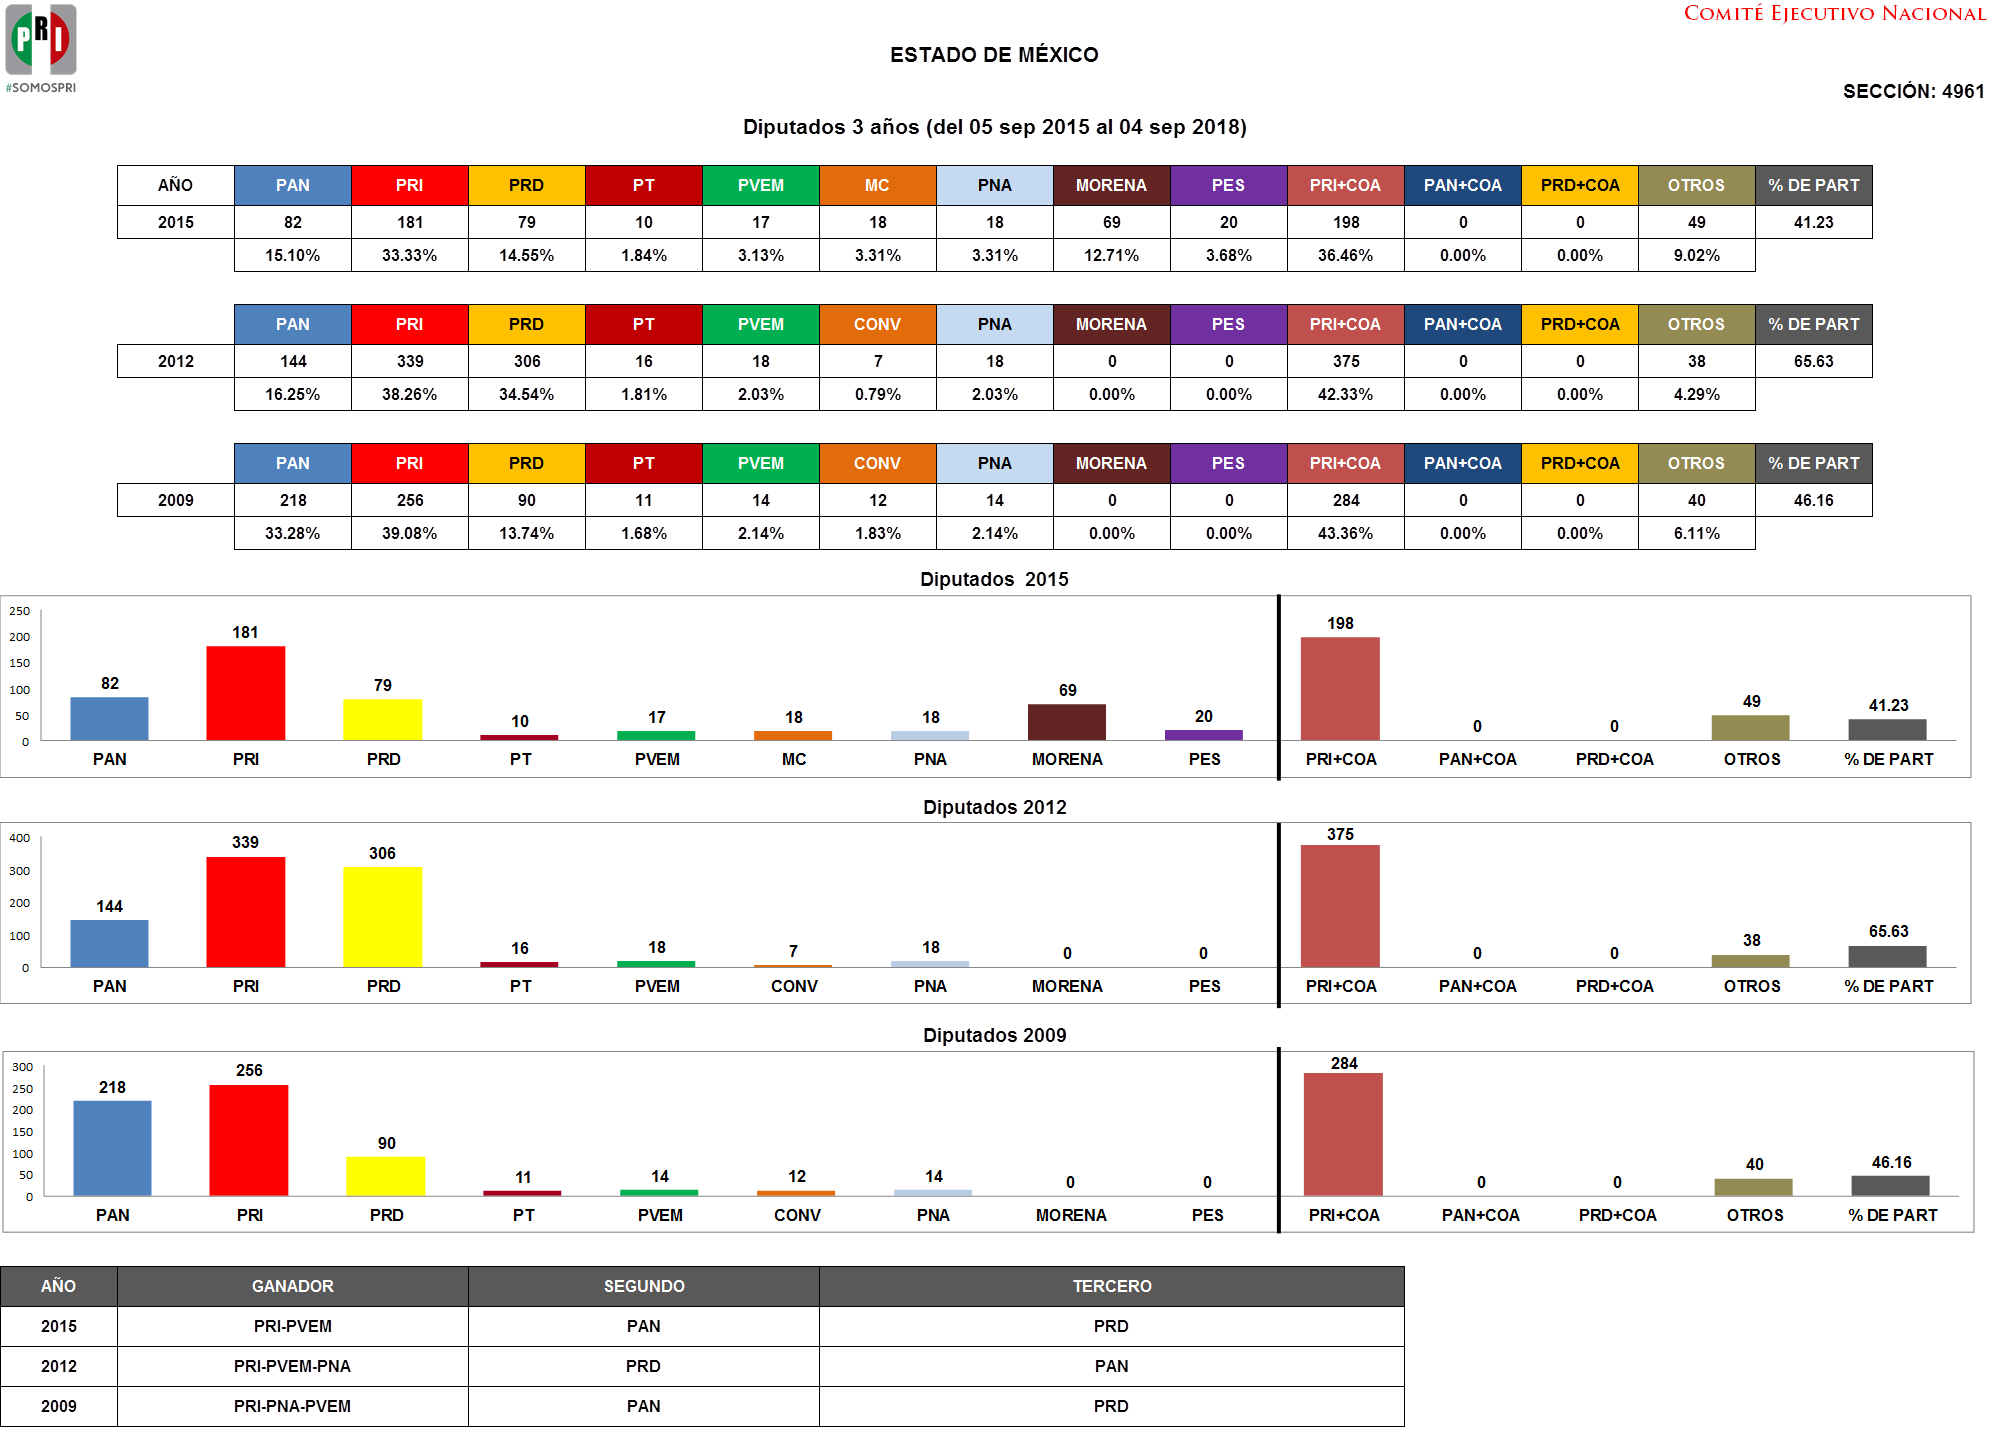 PRI
#SOMOSPRI
COMITÉ EJECUTIVO NACIONAL
ESTADO DE MÉXICO
SECCIÓN: 4961
Diputados 3 años (del 05 sep 2015 al 04 sep 2018)
AÑO PAN PRI PRD PT PVEM MC PNA MORENA PES PRI+COA PAN+COA PRD+COA OTROS % DE PART
2015 82 181 79 10 17 18 18 69 20 198 0 0 49 41.23
15.10% 33.33% 14.55% 1.84% 3.13% 3.31% 3.31% 12.71% 3.68% 36.46% 0.00% 0.00% 9.02%
PAN PRI PRD PT PVEM CONV PNA MORENA PES PRI+COA PAN+COA PRD+COA OTROS % DE PART
2012 144 339 306 16 18 7 18 0 0 375 0 0 38 65.63
16.25% 38.26% 34.54% 1.81% 2.03% 0.79% 2.03% 0.00% 0.00% 42.33% 0.00% 0.00% 4.29%
PAN PRI PRD PT PVEM CONV PNA MORENA PES PRI+COA PAN+COA PRD+COA OTROS % DE PART
2009 218 256 90 11 14 12 14 0 0 284 0 0 40 46.16
33.28% 39.08% 13.74% 1.68% 2.14% 1.83% 2.14% 0.00% 0.00% 43.36% 0.00% 0.00% 6.11%
Diputados 2015
250
200
150
100
50
0
82 181 79 10 17 18 18 69 20 198 0 0 49 41.23
PAN PRI PRD PT PVEM MC PNA MORENA PES PRI+COA PAN+COA PRD+COA OTROS % DE PART
Diputados 2012
400
300
200
100
0
144 339 306 16 18 7 18 0 0 375 0 0 38 65.63
PAN PRI PRD PT PVEM CONV PNA MORENA PES PRI+COA PAN+COA PRD+COA OTROS % DE PART
Diputados 2009
300
250
200
150
100
50
0
218 256 90 11 14 12 14 0 0 284 0 0 40 46.16
PAN PRI PRD PT PVEM CONV PNA MORENA PES PRI+COA PAN+COA PRD+COA OTROS % DE PART
AÑO GANADOR SEGUNDO TERCERO
2015 PRI-PVEM PAN PRD
2012 PRI-PVEM-PNA PRD PAN
2009 PRI-PNA-PVEM PAN PRD